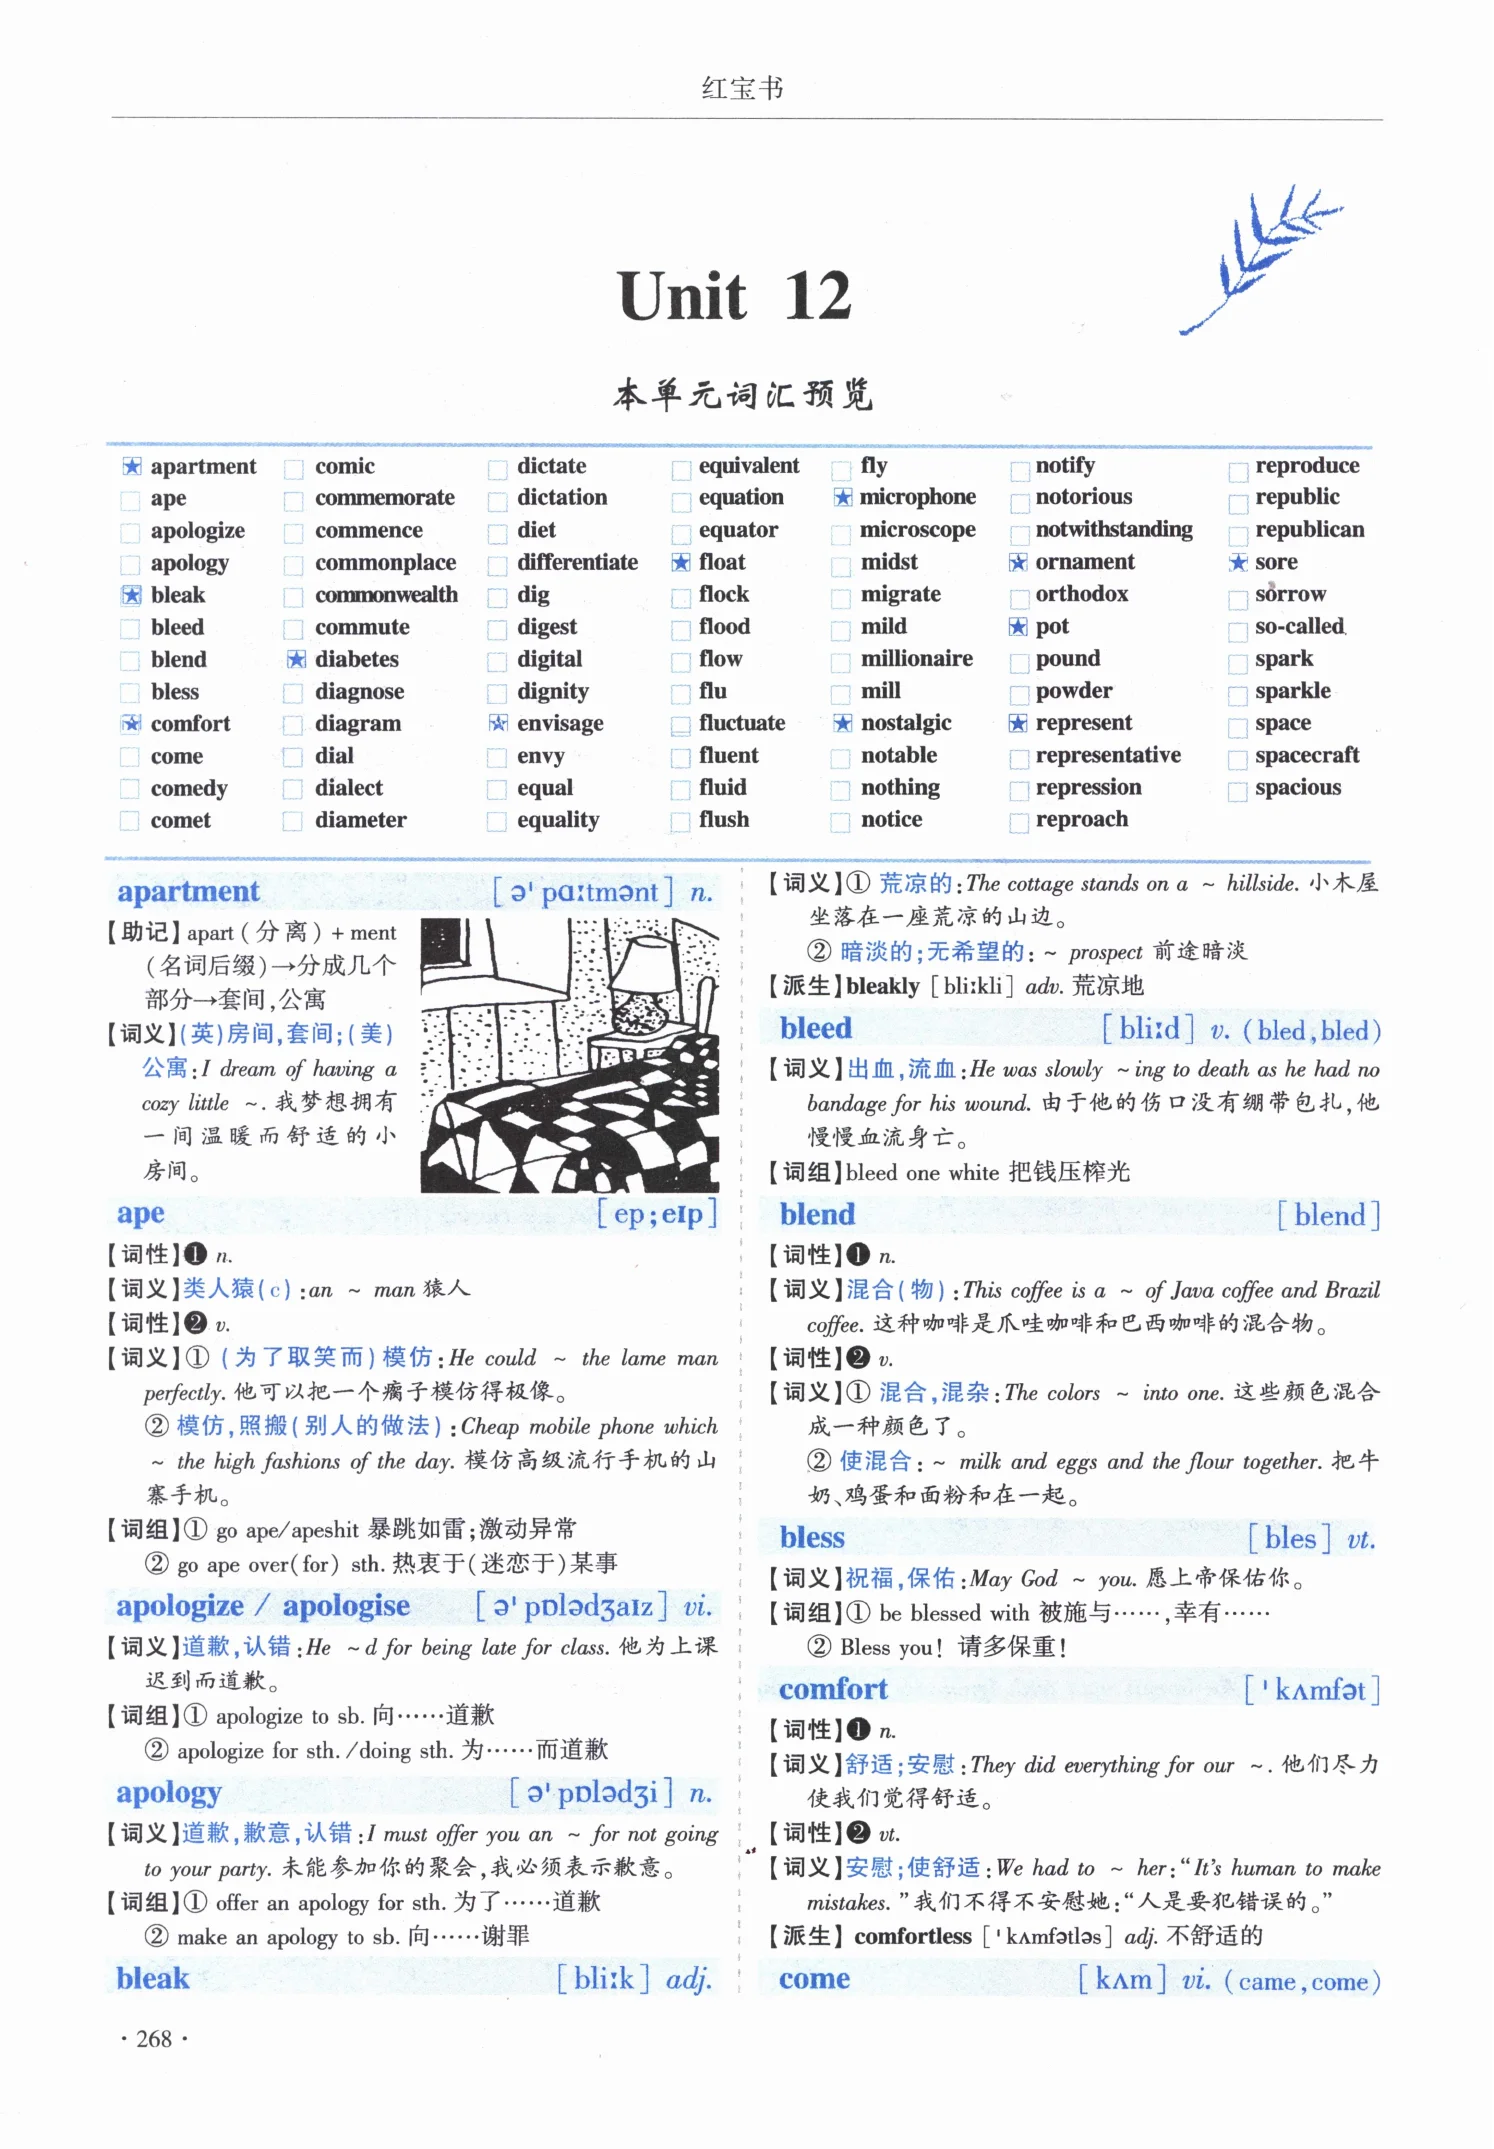 红宝书
Unit 12
本单元词汇预览
apartment comic dictate equivalent fly notify reproduce
ape commemorate dictation equation microphone notorious republic
apologize commence diet equator microscope notwithstanding republican
apology commonplace differentiate float midst ornament sore
bleak commonwealth dig flock migrate orthodox sorrow
bleed commute digest flood mild pot so-called
blend diabetes digital flow millionaire pound spark
bless diagnose dignity flu mill powder sparkle
comfort diagram envisage fluctuate nostalgic represent space
come dial envy fluent notable representative spacecraft
comedy dialect equal fluid nothing repression spacious
comet diameter equality flush notice reproach
apartment [ə'pɑːtmənt] n.
【助记】apart(分离)+ment
(名词后缀)→分成几个
部分→套间,公寓
【词义】(英)房间,套间;(美)
公寓:I dream of having a
cozy little ~. 我梦想拥有
一间温暖而舒适的小
房间。
ape [ep;eɪp]
【词性】❶ n.
【词义】类人猿(c):an ~ man 猿人
【词性】❷ v.
【词义】①(为了取笑而)模仿:He could ~ the lame man
perfectly. 他可以把一个瘸子模仿得极像。
② 模仿,照搬(别人的做法):Cheap mobile phone which
~ the high fashions of the day. 模仿高级流行手机的山
寨手机。
【词组】① go ape/apeshit 暴跳如雷;激动异常
② go ape over(for) sth. 热衷于(迷恋于)某事
apologize / apologise [ə'pɒlədʒaɪz] vi.
【词义】道歉,认错:He ~d for being late for class. 他为上课
迟到而道歉。
【词组】① apologize to sb. 向……道歉
② apologize for sth./doing sth. 为……而道歉
apology [ə'pɒlədʒi] n.
【词义】道歉,歉意,认错:I must offer you an ~ for not going
to your party. 未能参加你的聚会,我必须表示歉意。
【词组】① offer an apology for sth. 为了……道歉
② make an apology to sb. 向……谢罪
bleak [bliːk] adj.
【词义】① 荒凉的:The cottage stands on a ~ hillside. 小木屋
坐落在一座荒凉的山边。
② 暗淡的;无希望的:~ prospect 前途暗淡
【派生】bleakly [bliːkli] adv. 荒凉地
bleed [bliːd] v. (bled,bled)
【词义】出血,流血:He was slowly ~ing to death as he had no
bandage for his wound. 由于他的伤口没有绷带包扎,他
慢慢血流身亡。
【词组】bleed one white 把钱压榨光
blend [blend]
【词性】❶ n.
【词义】混合(物):This coffee is a ~ of Java coffee and Brazil
coffee. 这种咖啡是爪哇咖啡和巴西咖啡的混合物。
【词性】❷ v.
【词义】① 混合,混杂:The colors ~ into one. 这些颜色混合
成一种颜色了。
② 使混合:~ milk and eggs and the flour together. 把牛
奶、鸡蛋和面粉和在一起。
bless [bles] vt.
【词义】祝福,保佑:May God ~ you. 愿上帝保佑你。
【词组】① be blessed with 被施与……,幸有……
② Bless you! 请多保重!
comfort ['kʌmfət]
【词性】❶ n.
【词义】舒适;安慰:They did everything for our ~. 他们尽力
使我们觉得舒适。
【词性】❷ vt.
【词义】安慰;使舒适:We had to ~ her:“It's human to make
mistakes.”我们不得不安慰她:“人是要犯错误的。”
【派生】comfortless ['kʌmfətləs] adj. 不舒适的
come [kʌm] vi. (came,come)
·268·